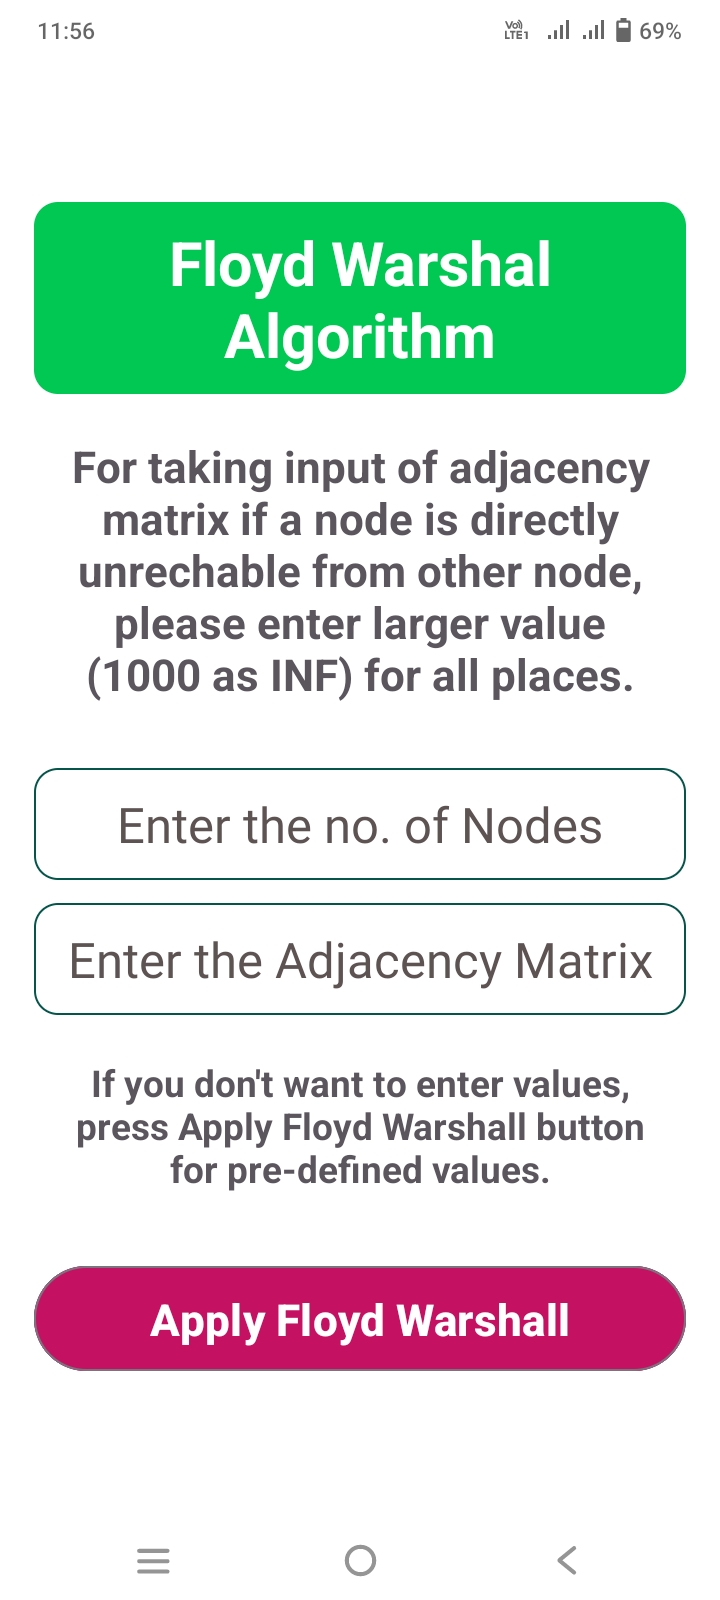 11:56
Vo)) LTE1 69%
Floyd Warshal
Algorithm
For taking input of adjacency
matrix if a node is directly
unrechable from other node,
please enter larger value
(1000 as INF) for all places.
Enter the no. of Nodes
Enter the Adjacency Matrix
If you don't want to enter values,
press Apply Floyd Warshall button
for pre-defined values.
Apply Floyd Warshall